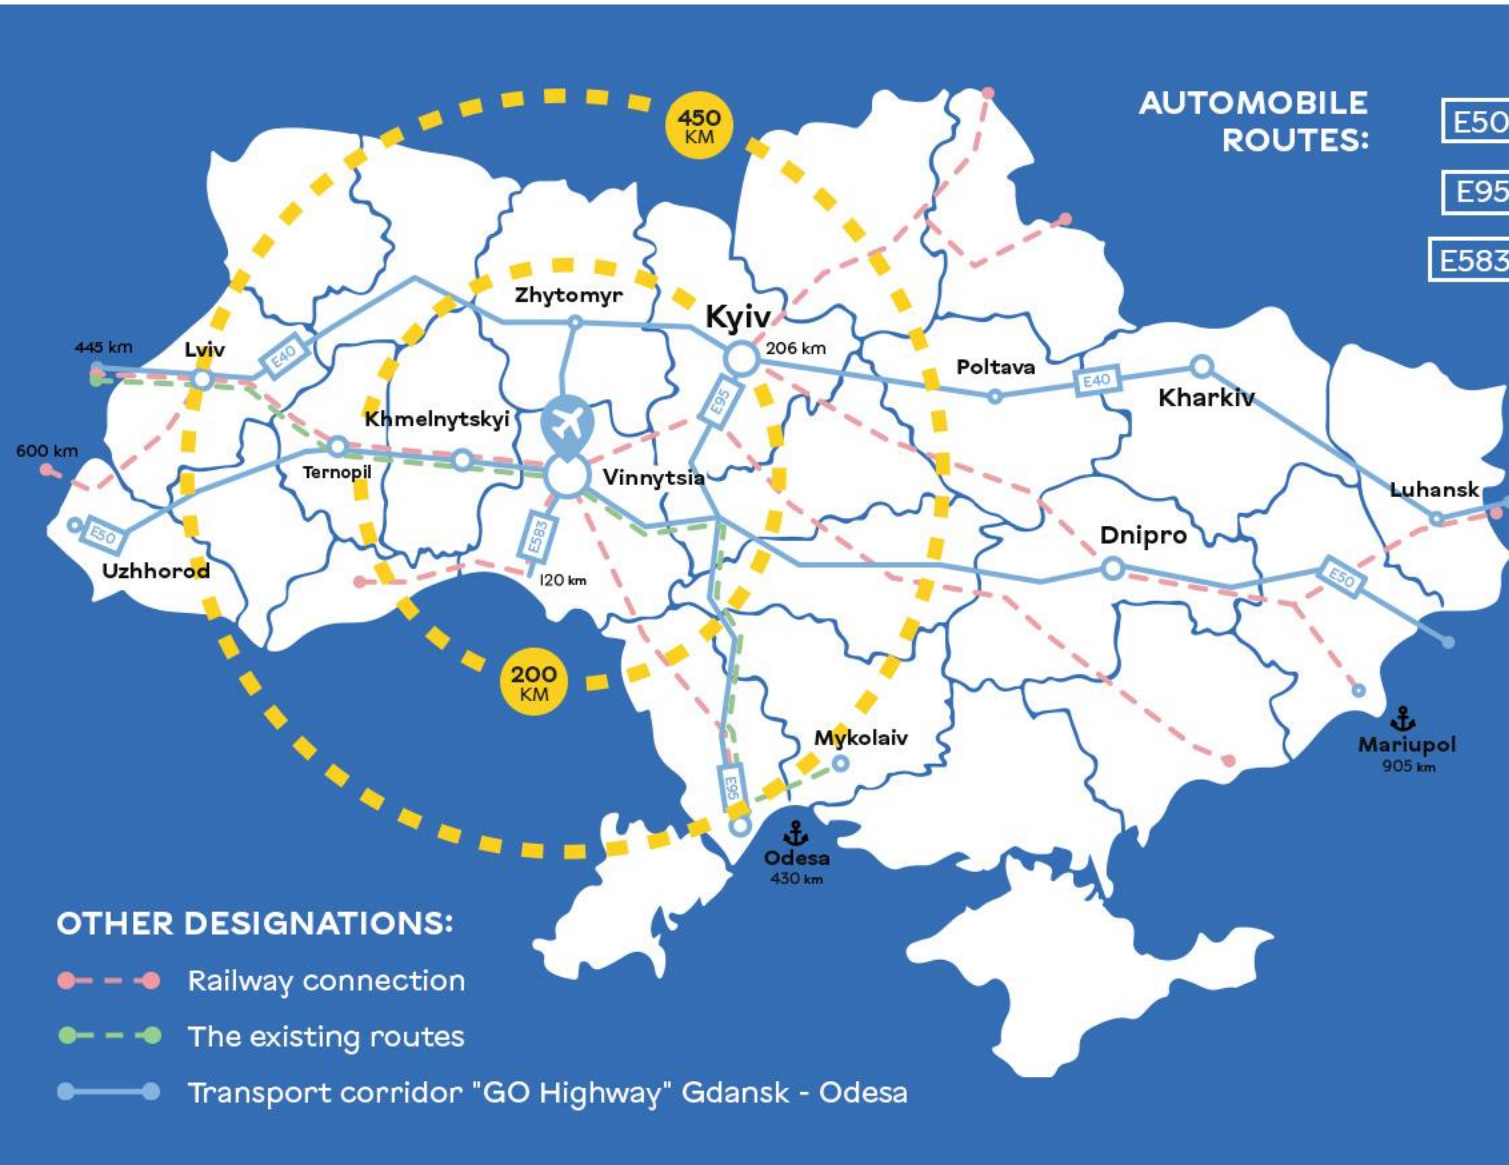 450
KM
AUTOMOBILE
ROUTES:
E50
E95
E583
Zhytomyr
Kyiv
206 km
445 km
Lviv
E40
E95
Poltava
E40
Kharkiv
Khmelnytskyi
600 km
Ternopil
Vinnytsia
Luhansk
E50
E583
Dnipro
Uzhhorod
120 km
E50
200
KM
Mykolaiv
Mariupol
905 km
E95
Odesa
430 km
OTHER DESIGNATIONS:
Railway connection
The existing routes
Transport corridor "GO Highway" Gdansk - Odesa